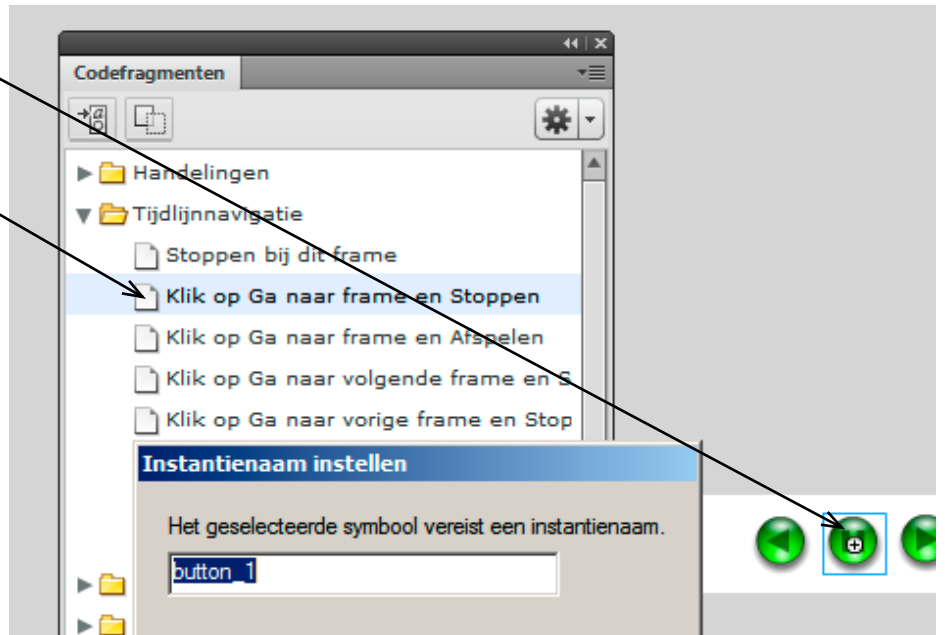 Codefragmenten
Handelingen
Tijdlijnnavigatie
Stoppen bij dit frame
Klik op Ga naar frame en Stoppen
Klik op Ga naar frame en Afspelen
Klik op Ga naar volgende frame en S
Klik op Ga naar vorige frame en Stop
Instantienaam instellen
Het geselecteerde symbool vereist een instantienaam.
button_1